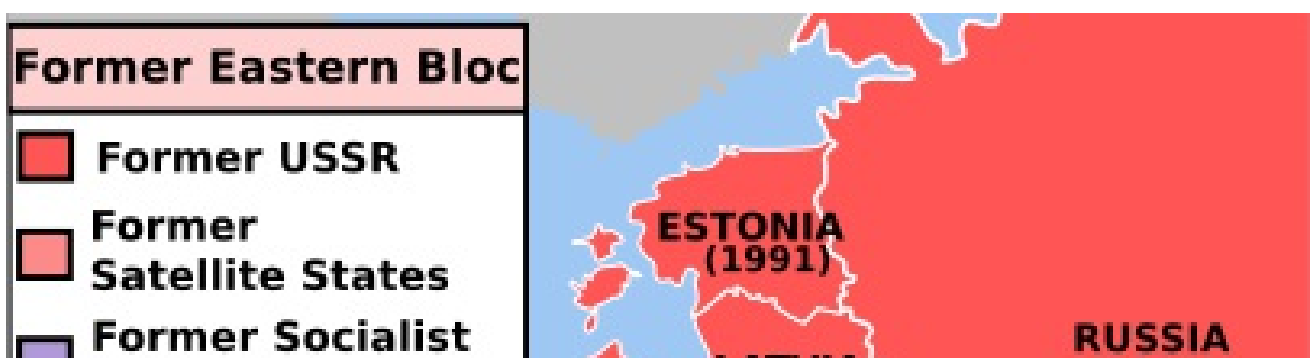 Former Eastern Bloc
Former USSR
Former
Satellite States
Former Socialist
ESTONIA
(1991)
RUSSIA